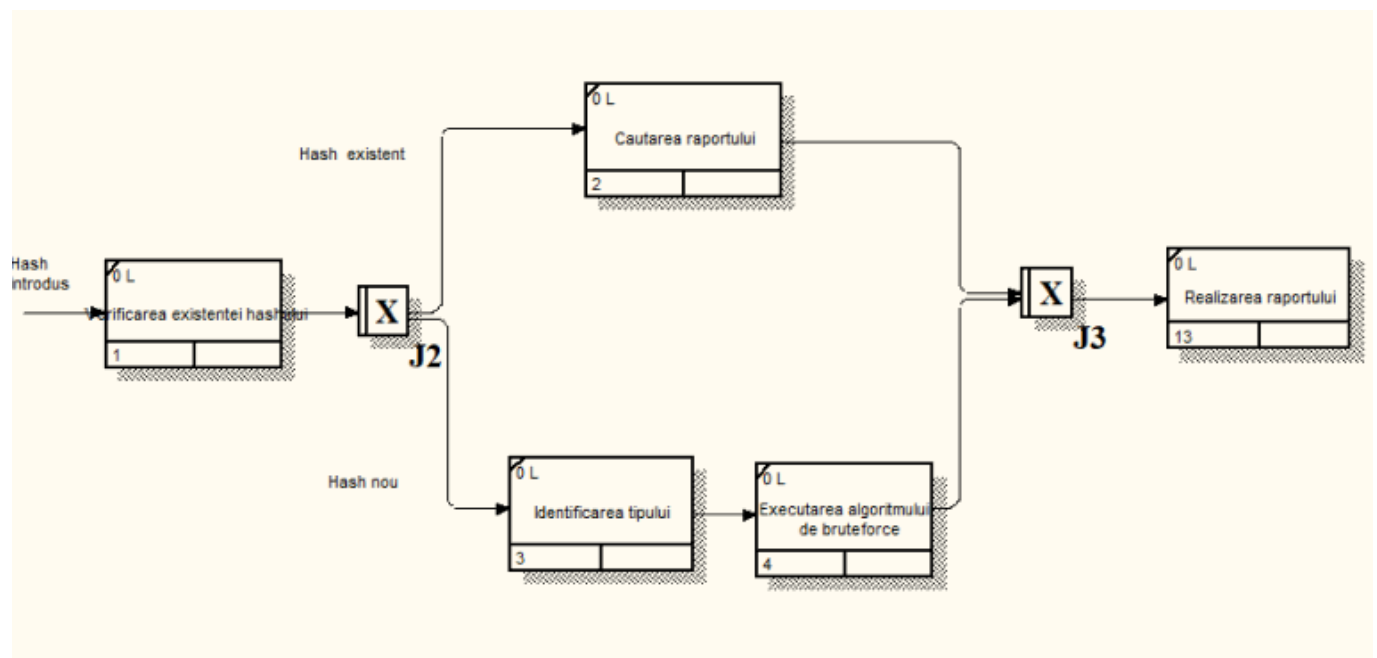 0 L
Cautarea raportului
2
Hash existent
Hash
introdus
0 L
Verificarea existentei hashului
1
X
J2
X
J3
0 L
Realizarea raportului
13
Hash nou
0 L
Identificarea tipului
3
0 L
Executarea algoritmului
de bruteforce
4